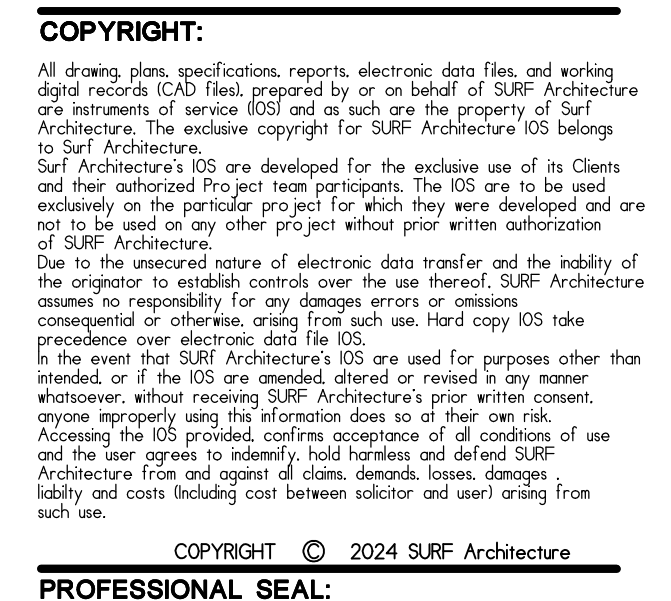 COPYRIGHT:
All drawing, plans, specifications, reports, electronic data files, and working
digital records (CAD files), prepared by or on behalf of SURF Architecture
are instruments of service (IOS) and as such are the property of Surf
Architecture. The exclusive copyright for SURF Architecture IOS belongs
to Surf Architecture.
Surf Architecture's IOS are developed for the exclusive use of its Clients
and their authorized Project team participants. The IOS are to be used
exclusively on the particular project for which they were developed and are
not to be used on any other project without prior written authorization
of SURF Architecture.
Due to the unsecured nature of electronic data transfer and the inability of
the originator to establish controls over the use thereof, SURF Architecture
assumes no responsibility for any damages errors or omissions
consequential or otherwise, arising from such use. Hard copy IOS take
precedence over electronic data file IOS.
In the event that SURf Architecture's IOS are used for purposes other than
intended, or if the IOS are amended, altered or revised in any manner
whatsoever, without receiving SURF Architecture's prior written consent,
anyone improperly using this information does so at their own risk.
Accessing the IOS provided, confirms acceptance of all conditions of use
and the user agrees to indemnify, hold harmless and defend SURF
Architecture from and against all claims, demands, losses, damages ,
liabilty and costs (Including cost between solicitor and user) arising from
such use.
COPYRIGHT © 2024 SURF Architecture
PROFESSIONAL SEAL: